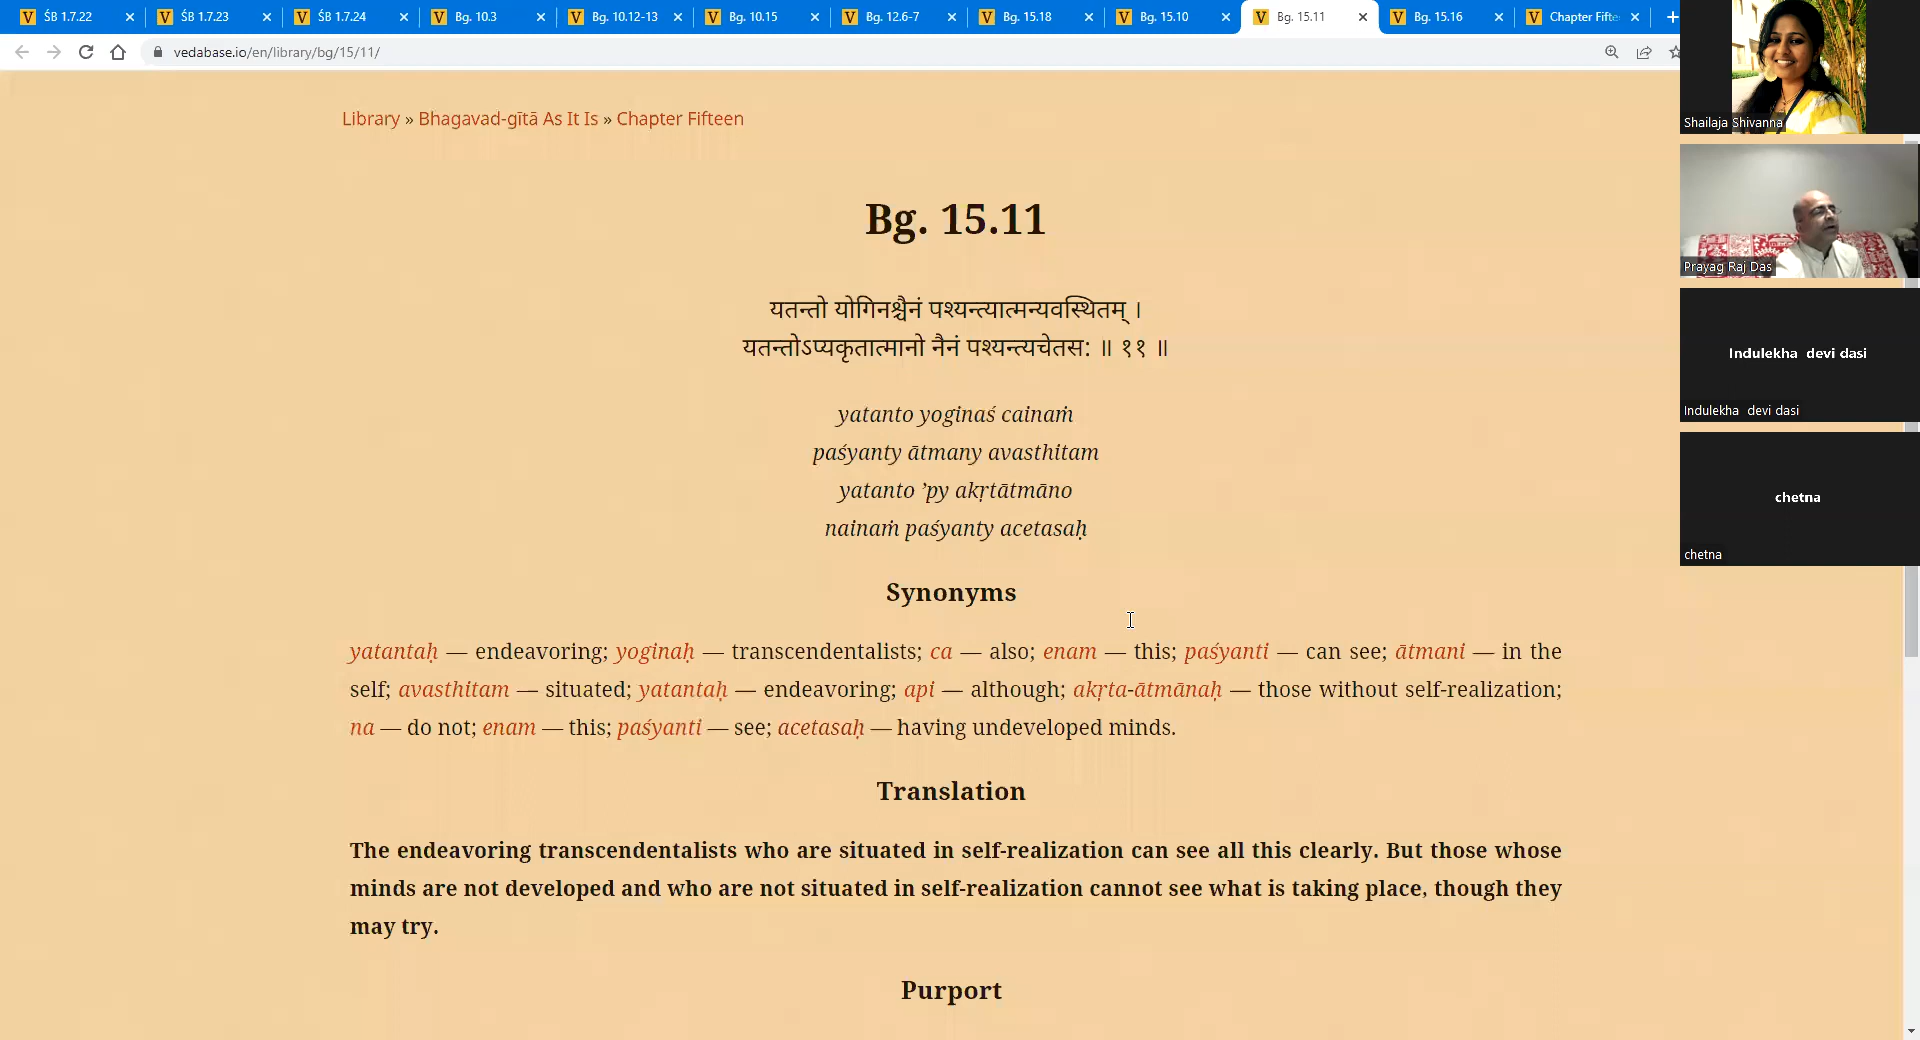 ŚB 1.7.22 ŚB 1.7.23 ŚB 1.7.24 Bg. 10.3 Bg. 10.12-13 Bg. 10.15 Bg. 12.6-7 Bg. 15.18 Bg. 15.10 Bg. 15.11 Bg. 15.16 Chapter Fifte
vedabase.io/en/library/bg/15/11/
Library » Bhagavad-gītā As It Is » Chapter Fifteen
Bg. 15.11
यतन्तो योगिनश्चैनं पश्यन्त्यात्मन्यवस्थितम् ।
यतन्तोऽप्यकृतात्मानो नैनं पश्यन्त्यचेतस: ॥ ११ ॥
yatanto yoginaś cainaṁ
paśyanty ātmany avasthitam
yatanto ’py akṛtātmāno
nainaṁ paśyanty acetasaḥ
Synonyms
yatantaḥ — endeavoring; yoginaḥ — transcendentalists; ca — also; enam — this; paśyanti — can see; ātmani — in the
self; avasthitam — situated; yatantaḥ — endeavoring; api — although; akṛta-ātmānaḥ — those without self-realization;
na — do not; enam — this; paśyanti — see; acetasaḥ — having undeveloped minds.
Translation
The endeavoring transcendentalists who are situated in self-realization can see all this clearly. But those whose
minds are not developed and who are not situated in self-realization cannot see what is taking place, though they
may try.
Purport
Shailaja Shivanna
Prayag Raj Das
Indulekha devi dasi
Indulekha devi dasi
chetna
chetna